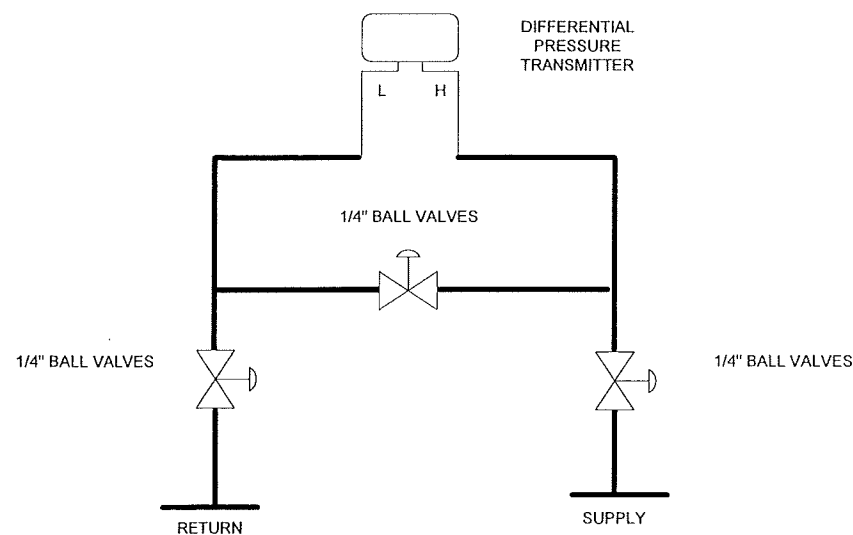 DIFFERENTIAL
PRESSURE
TRANSMITTER
L H
1/4" BALL VALVES
1/4" BALL VALVES
1/4" BALL VALVES
RETURN
SUPPLY